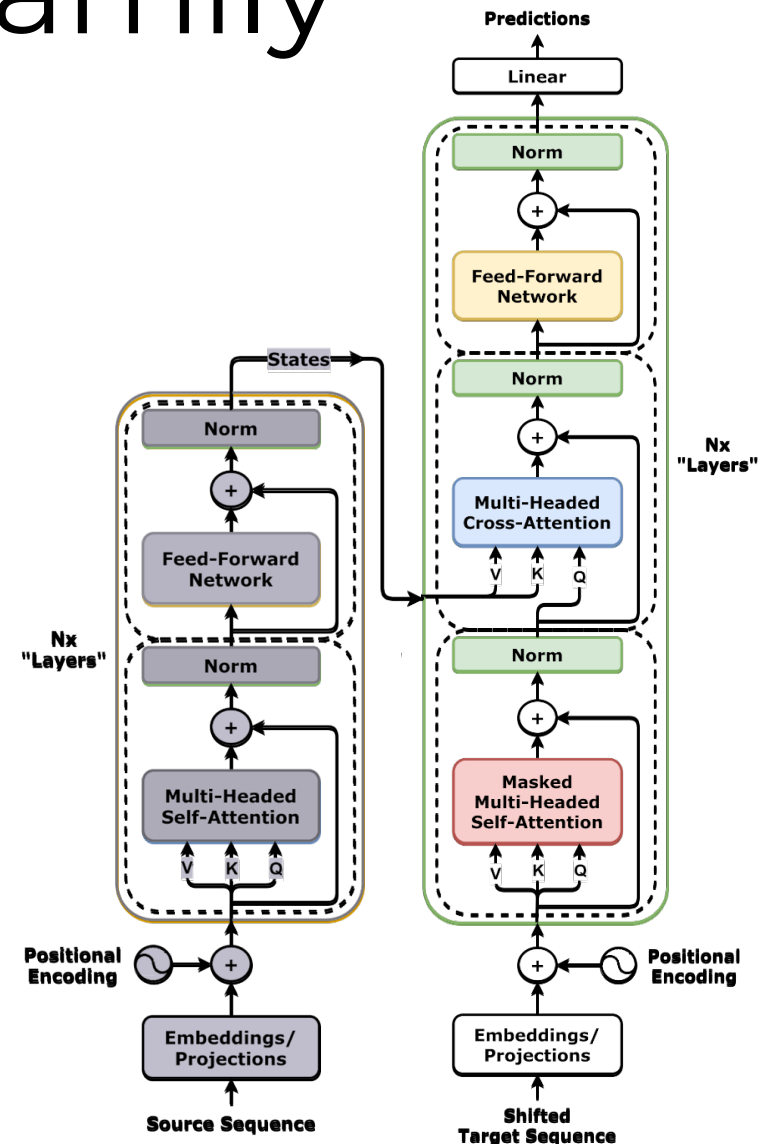 Predictions
Linear
Norm
+
Feed-Forward
Network
Norm
+
Multi-Headed
Cross-Attention
V K Q
Norm
+
Masked
Multi-Headed
Self-Attention
V K Q
Nx
"Layers"
+
Positional
Encoding
Embeddings/
Projections
Shifted
Target Sequence
States
Norm
+
Feed-Forward
Network
Norm
+
Multi-Headed
Self-Attention
V K Q
Nx
"Layers"
Positional
Encoding
+
Embeddings/
Projections
Source Sequence